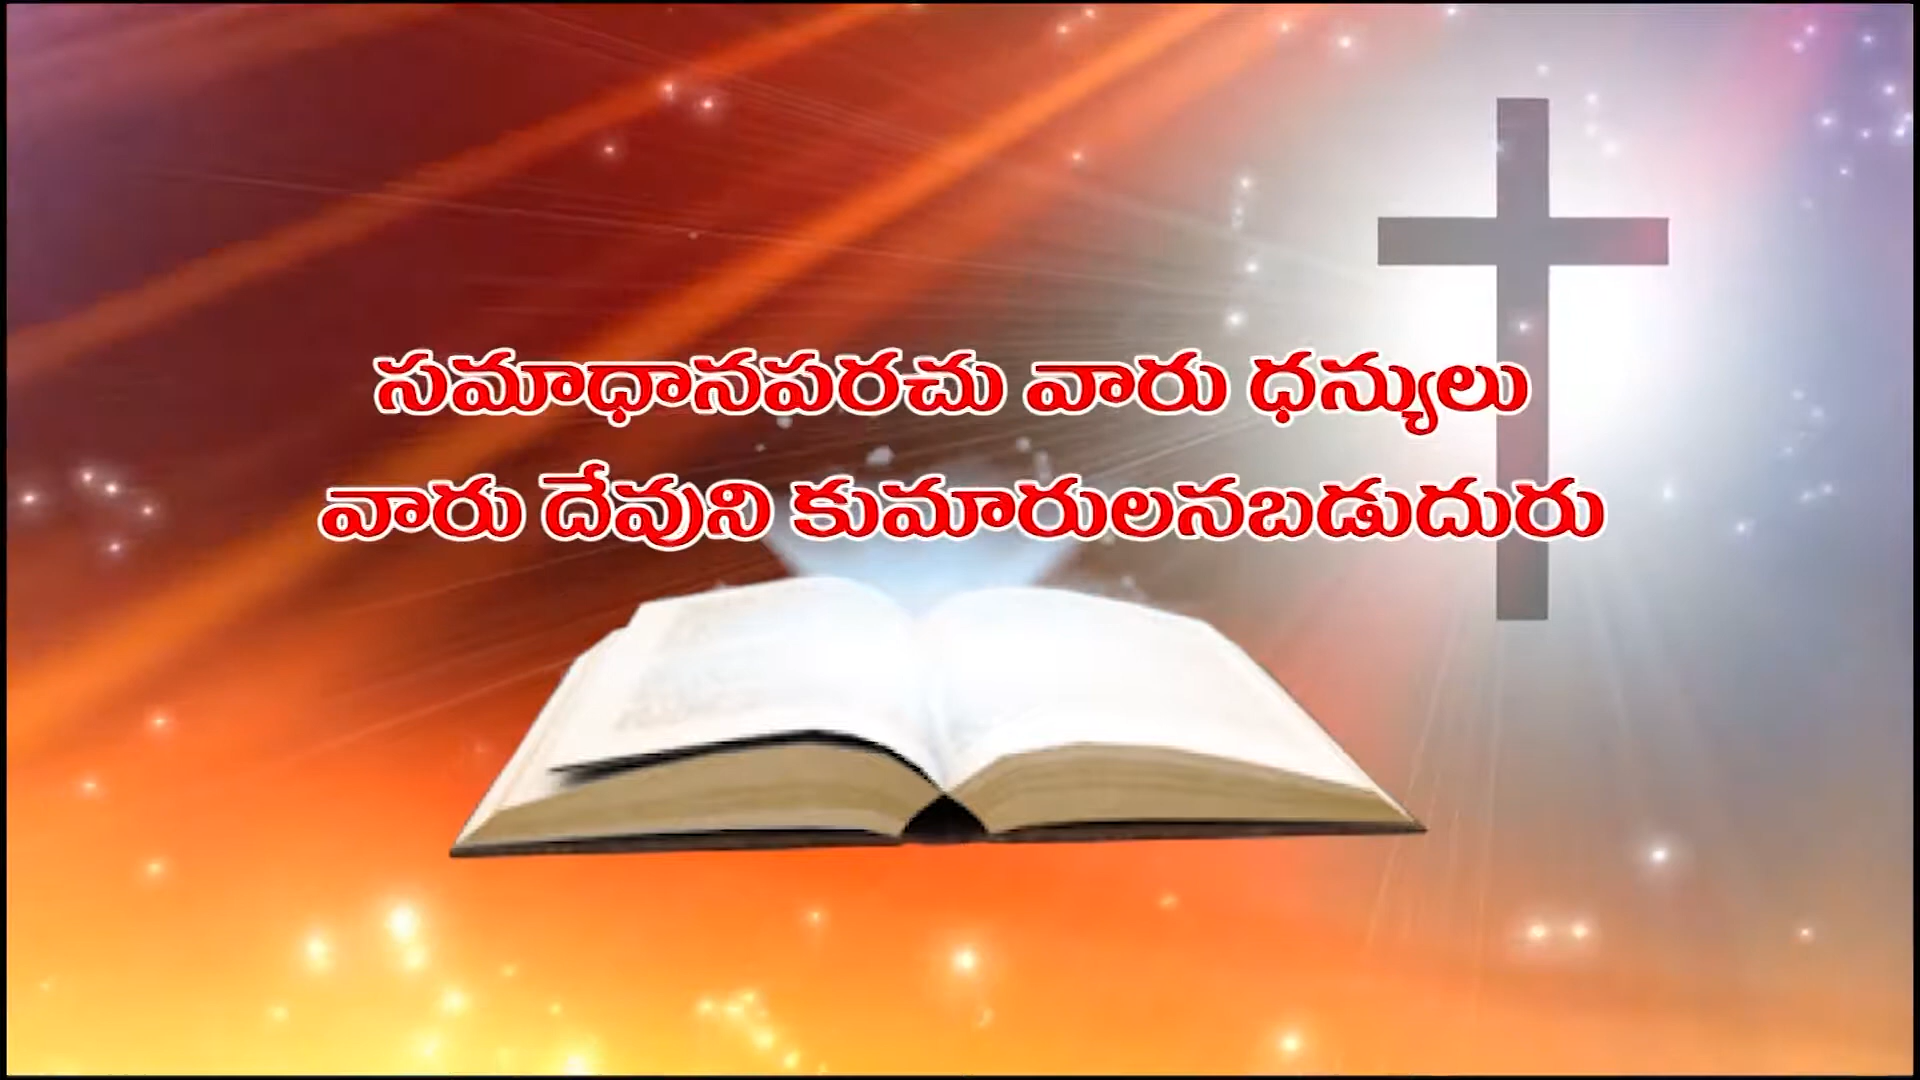 సమాధానపరచు వారు ధన్యులు
వారు దేవుని కుమారులనబడుదురు